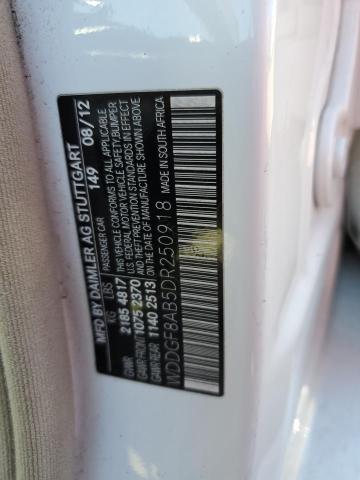 MFD BY DAIMLER AG STUTTGART
PASSENGER CAR 149 08/12
THIS VEHICLE CONFORMS TO ALL APPLICABLE
U.S. FEDERAL MOTOR VEHICLE SAFETY, BUMPER,
AND THEFT PREVENTION STANDARDS IN EFFECT
ON THE DATE OF MANUFACTURE SHOWN ABOVE
KG LBS
GVWR 2185 4817
GAWR FRONT 1075 2370
GAWR REAR 1140 2513
MADE IN SOUTH AFRICA
WDDGF8AB5DR250918